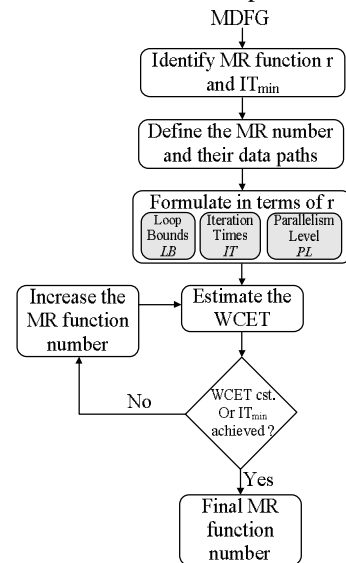 MDFG
Identify MR function r
and ITmin
Define the MR number
and their data paths
Formulate in terms of r
Loop
Bounds
LB
Iteration
Times
IT
Parallelism
Level
PL
Increase the
MR function
number
Estimate the
WCET
No
WCET cst.
Or ITmin
achieved ?
Yes
Final MR
function
number